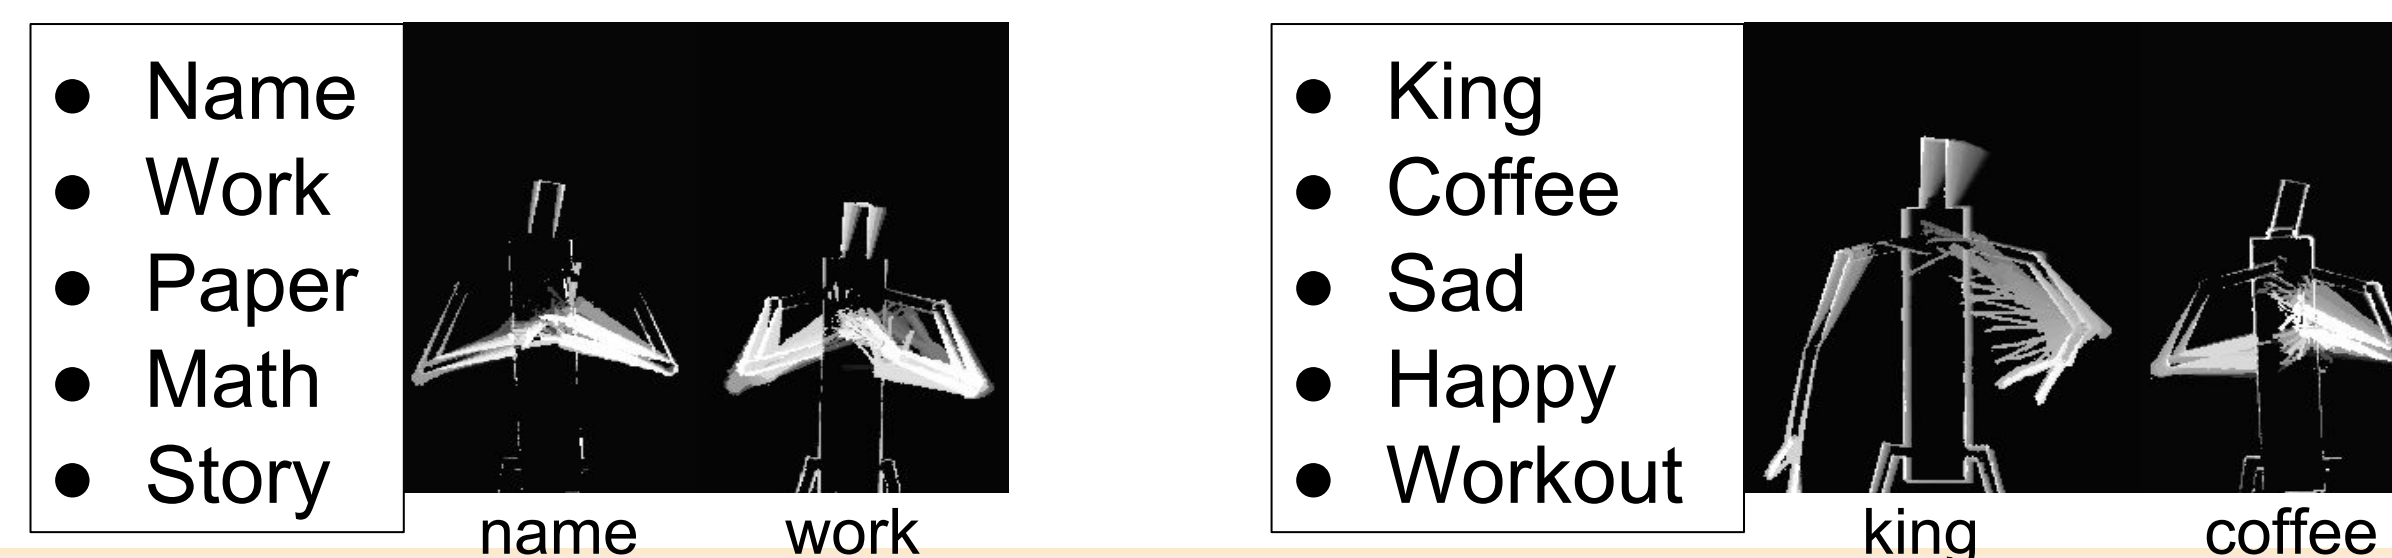 ● Name
● Work
● Paper
● Math
● Story
name work
● King
● Coffee
● Sad
● Happy
● Workout
king coffee